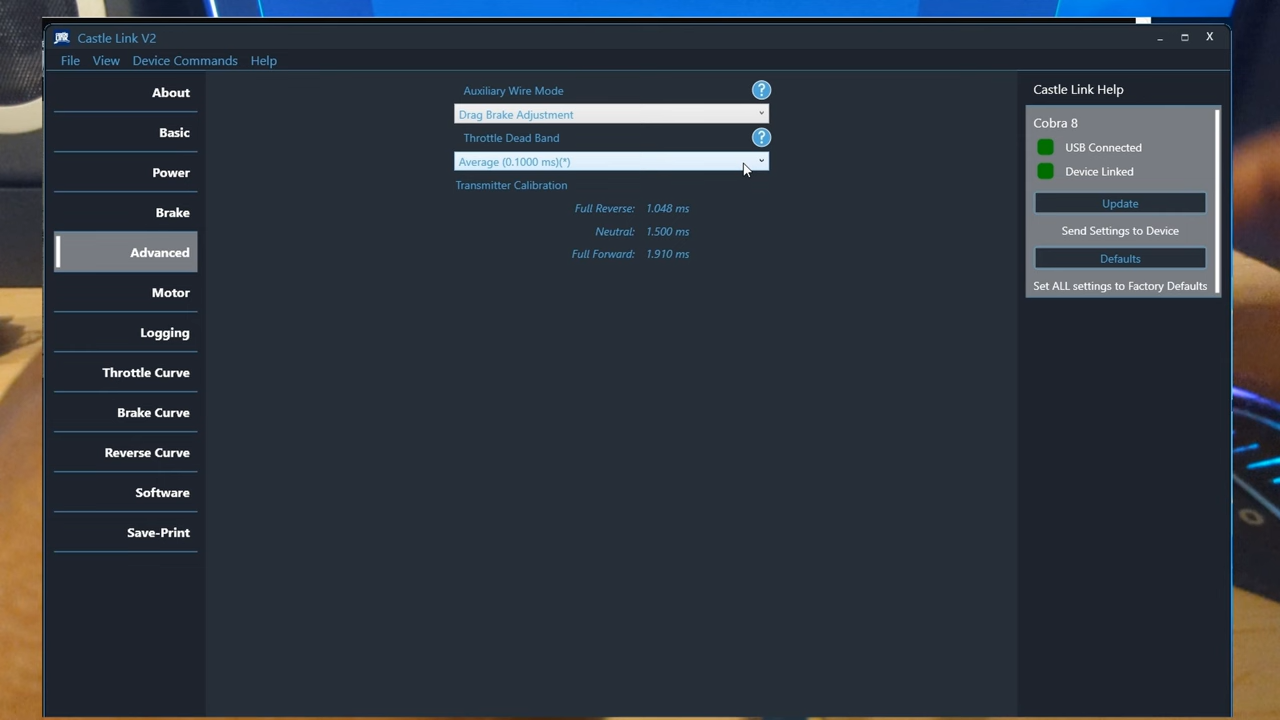 Castle Link V2
_ X
File View Device Commands Help
About
Basic
Power
Brake
Advanced
Motor
Logging
Throttle Curve
Brake Curve
Reverse Curve
Software
Save-Print
Auxiliary Wire Mode ?
Drag Brake Adjustment
Throttle Dead Band ?
Average (0.1000 ms)(*)
Transmitter Calibration
Full Reverse: 1.048 ms
Neutral: 1.500 ms
Full Forward: 1.910 ms
Castle Link Help
Cobra 8
USB Connected
Device Linked
Update
Send Settings to Device
Defaults
Set ALL settings to Factory Defaults